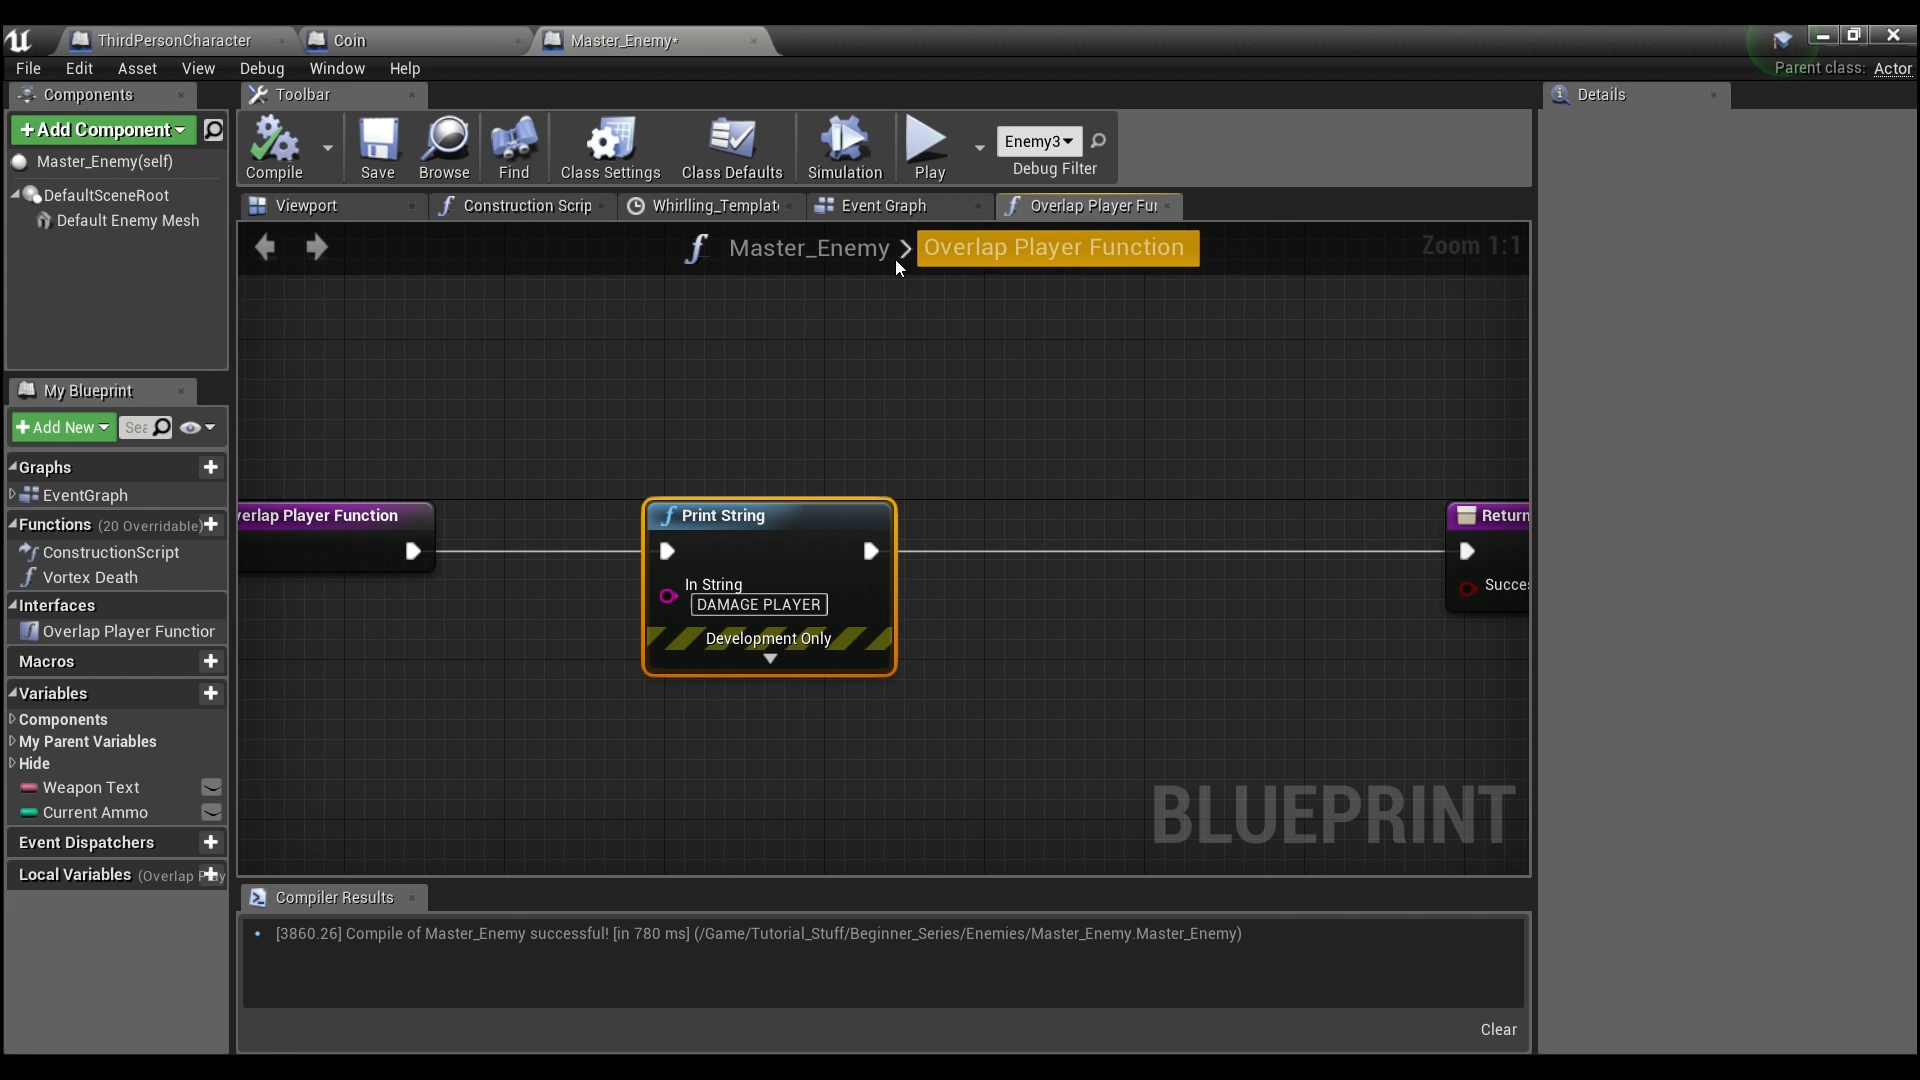 ThirdPersonCharacter
Coin
Master_Enemy*
File Edit Asset View Debug Window Help
Parent class: Actor
Components
Toolbar
Details
+Add Component
Compile
Save
Browse
Find
Class Settings
Class Defaults
Simulation
Play
Enemy3
Debug Filter
Master_Enemy(self)
DefaultSceneRoot
Default Enemy Mesh
Viewport
Construction Scrip
Whirlling_Templat
Event Graph
Overlap Player Fu
Master_Enemy > Overlap Player Function
Zoom 1:1
My Blueprint
+Add New
Sea
Graphs
EventGraph
Functions (20 Overridable)
ConstructionScript
Vortex Death
Interfaces
Overlap Player Function
Macros
Variables
Components
My Parent Variables
Hide
Weapon Text
Current Ammo
Event Dispatchers
Local Variables (Overlap Play
verlap Player Function
Print String
In String
DAMAGE PLAYER
Development Only
Return
Succes
BLUEPRINT
Compiler Results
[3860.26] Compile of Master_Enemy successful! [in 780 ms] (/Game/Tutorial_Stuff/Beginner_Series/Enemies/Master_Enemy.Master_Enemy)
Clear